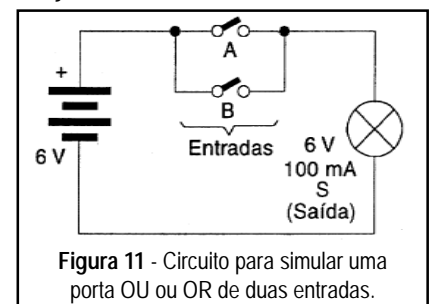 A
+
B
Entradas
6 V
6 V
100 mA
S
(Saída)
Figura 11 - Circuito para simular uma
porta OU ou OR de duas entradas.